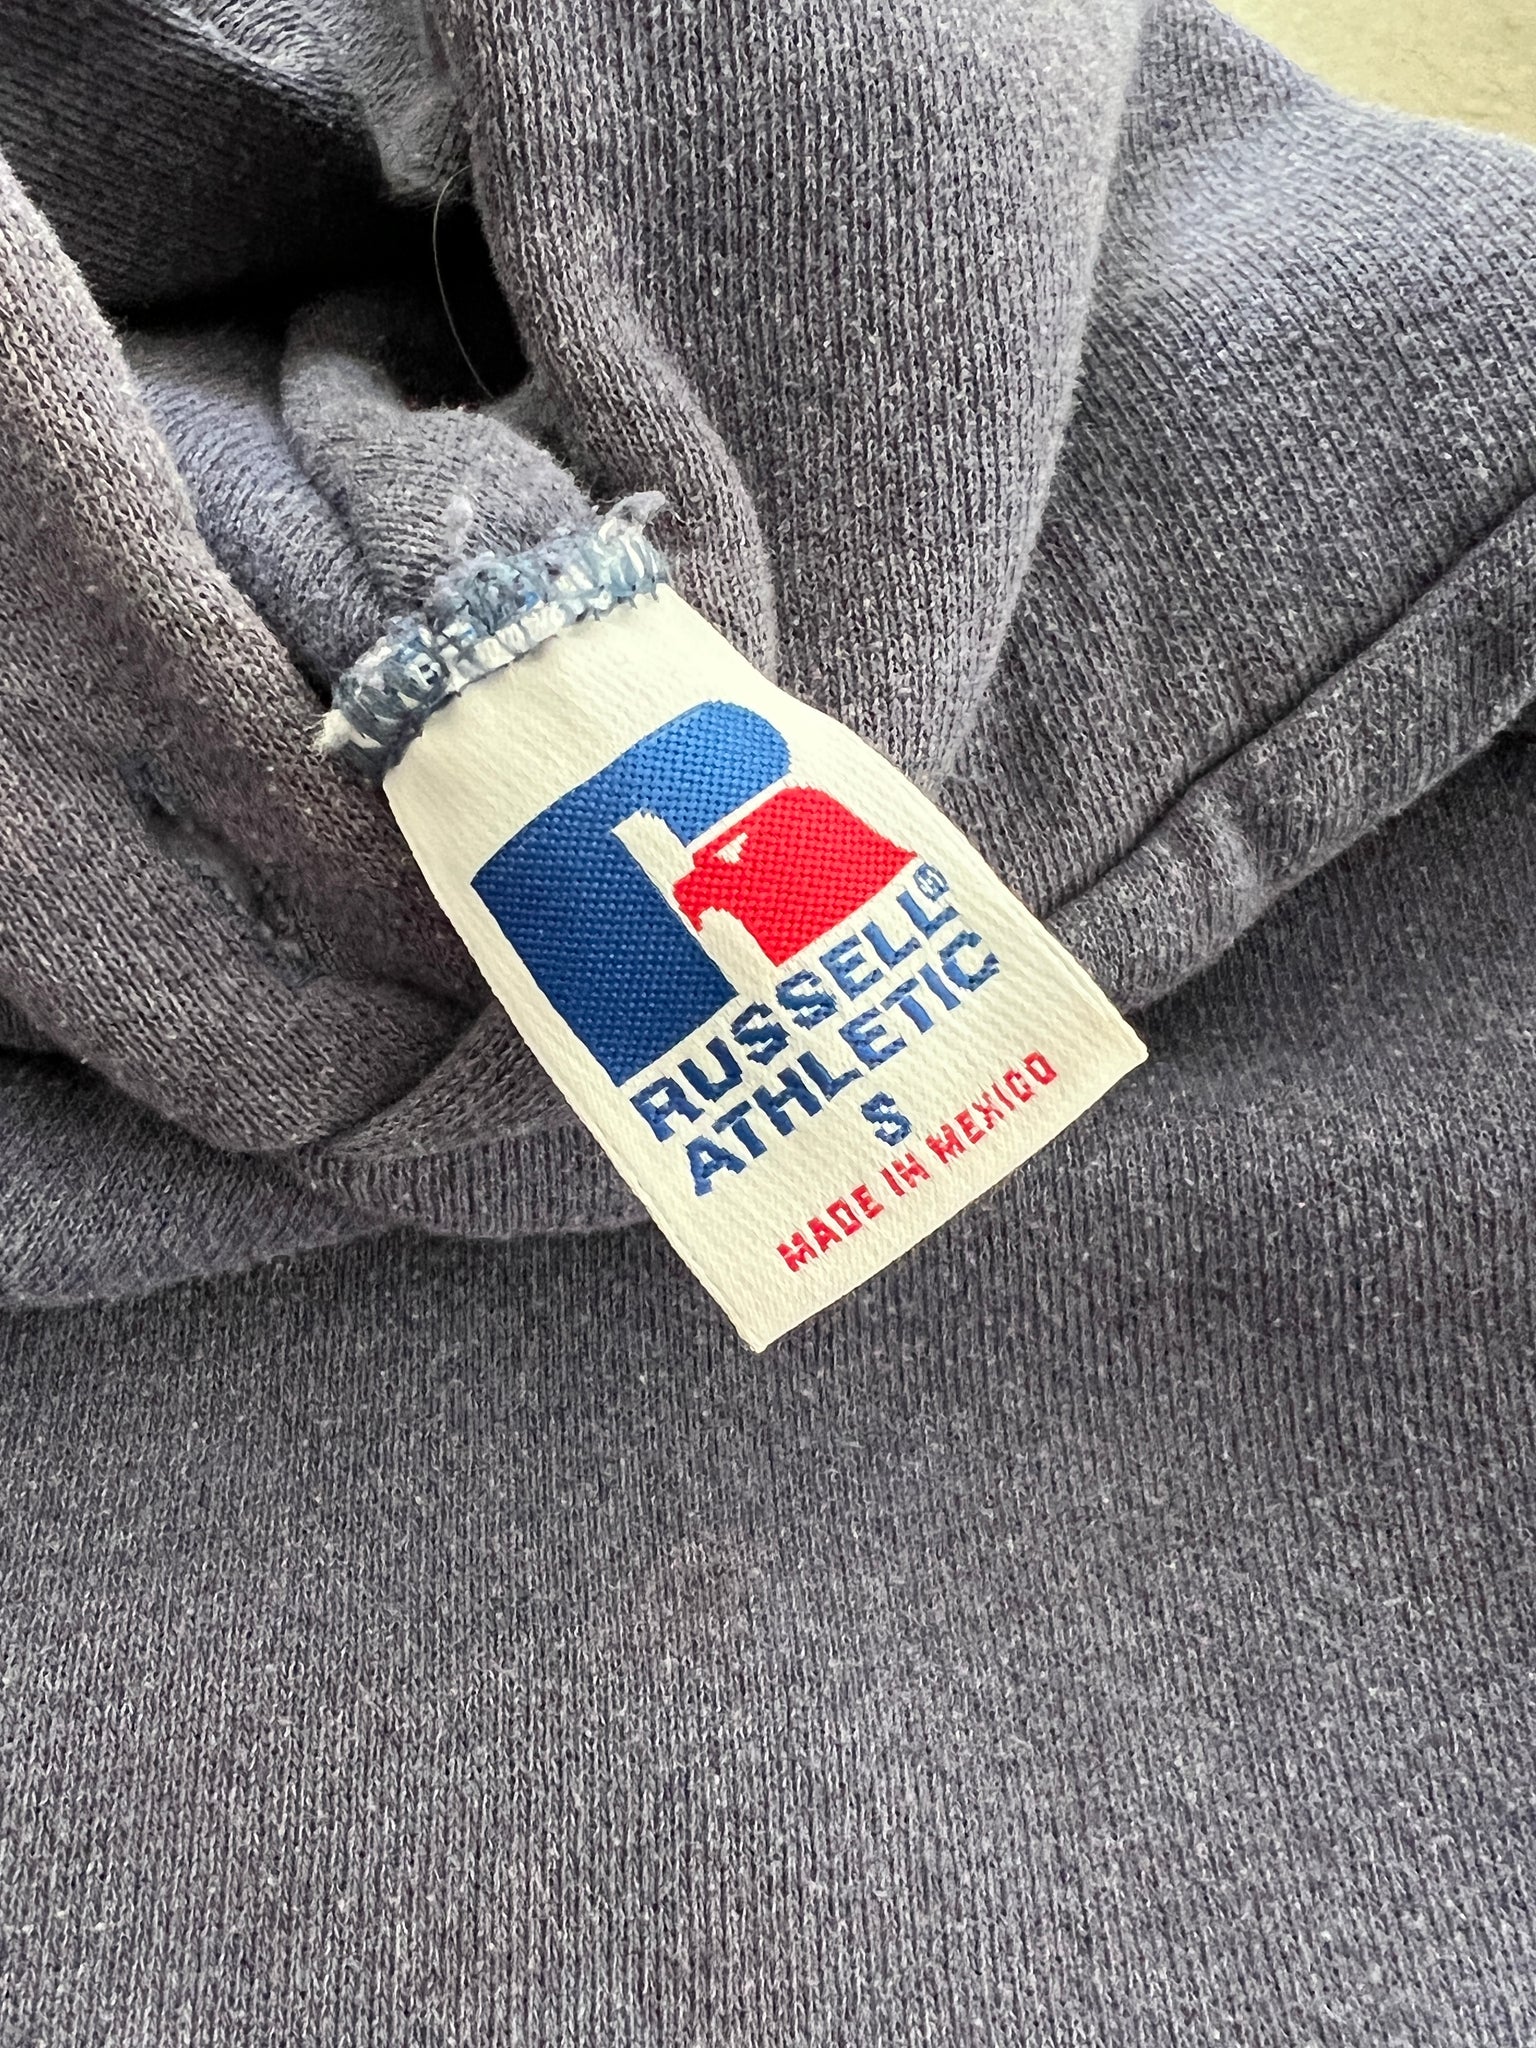 RUSSELL®
ATHLETIC
S
MADE IN MEXICO